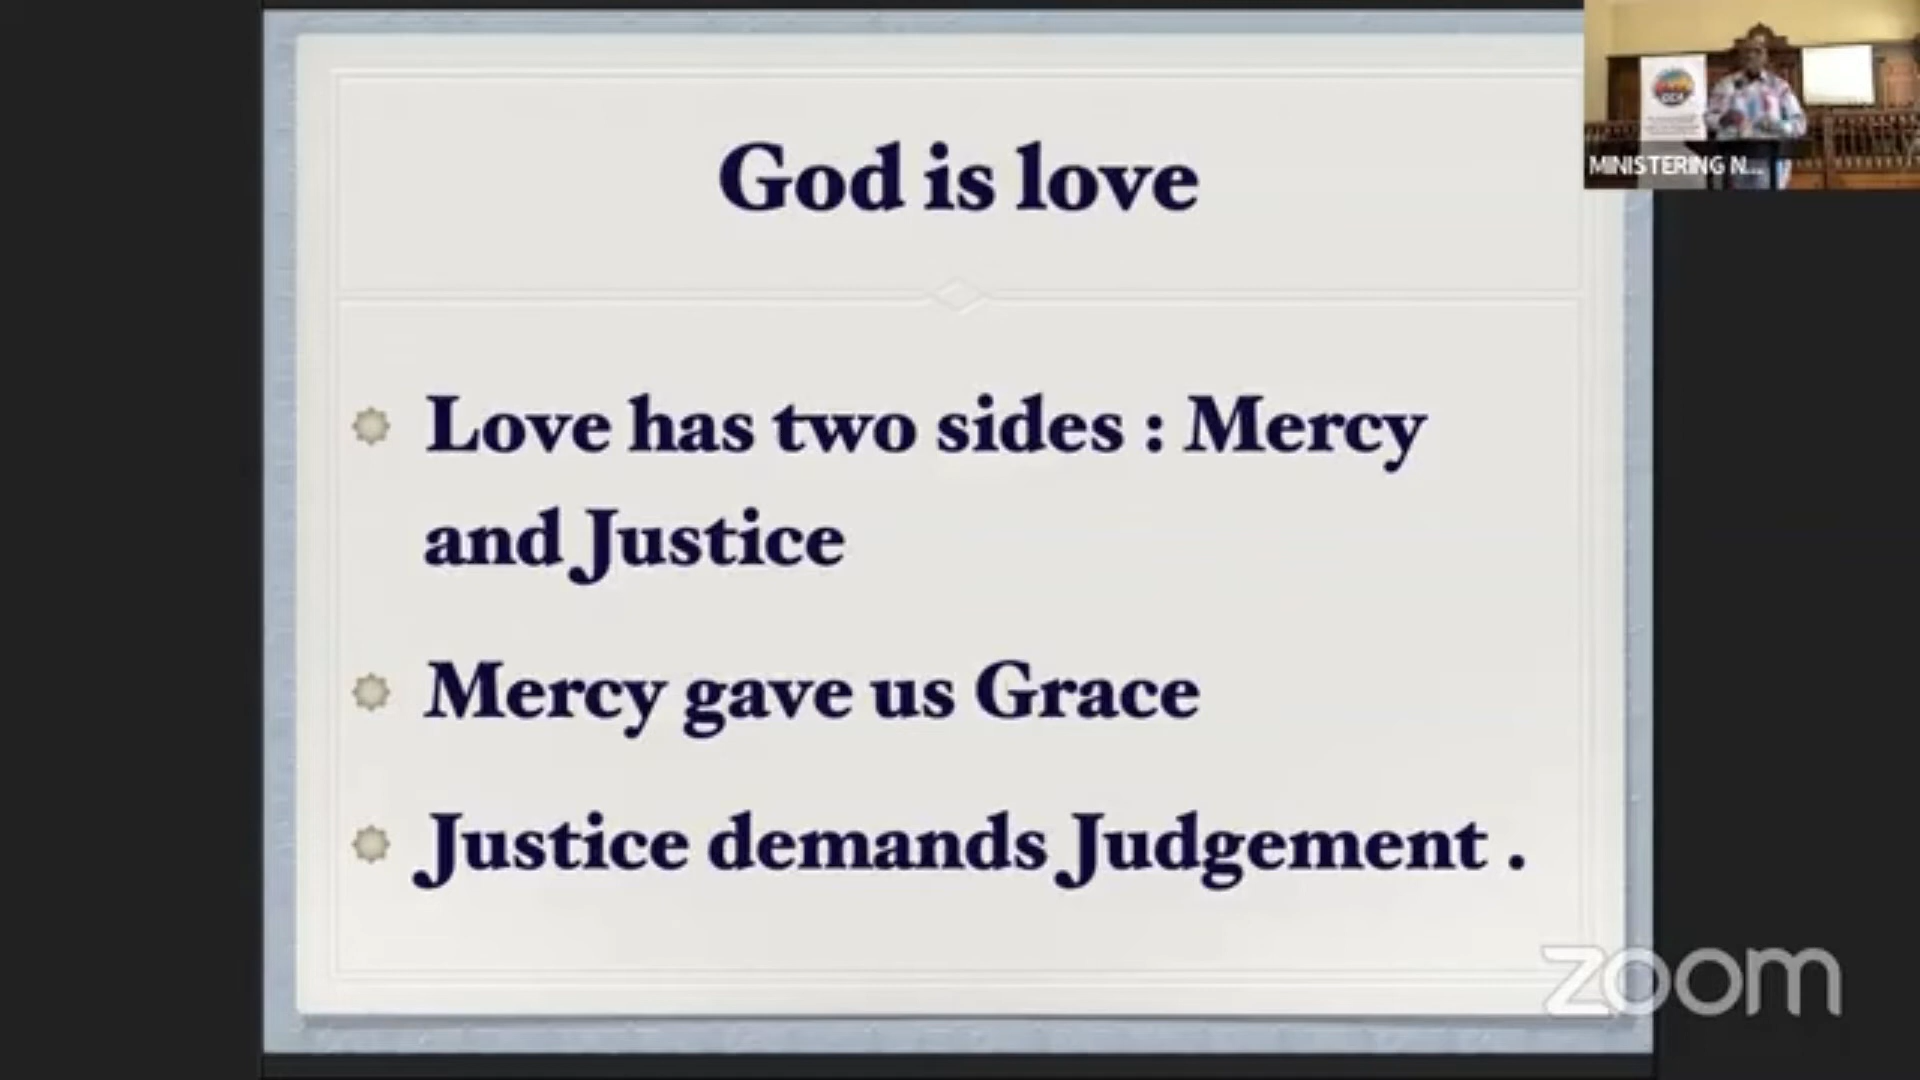 God is love
Love has two sides : Mercy
and Justice
Mercy gave us Grace
Justice demands Judgement .
MINISTERING N...
zoom